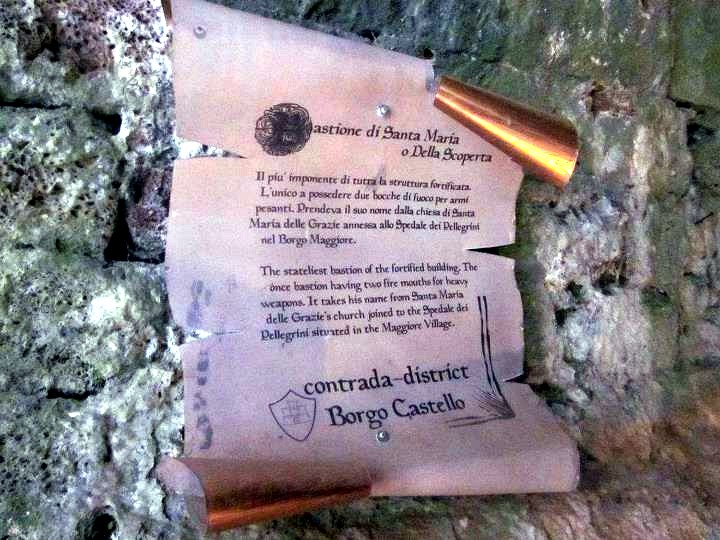 Bastione di Santa Maria
o Della Scoperta
Il piu' imponente di tutta la struttura fortificata.
L'unico a possedere due bocche di fuoco per armi
pesanti. Prendeva il suo nome dalla chiesa di Santa
Maria delle Grazie annessa allo Spedale dei Pellegrini
nel Borgo Maggiore.
The stateliest bastion of the fortified building. The
once bastion having two fire mouths for heavy
weapons. It takes his name from Santa Maria
delle Grazie's church joined to the Spedale dei
Pellegrini situated in the Maggiore Village.
contrada-district
Borgo Castello